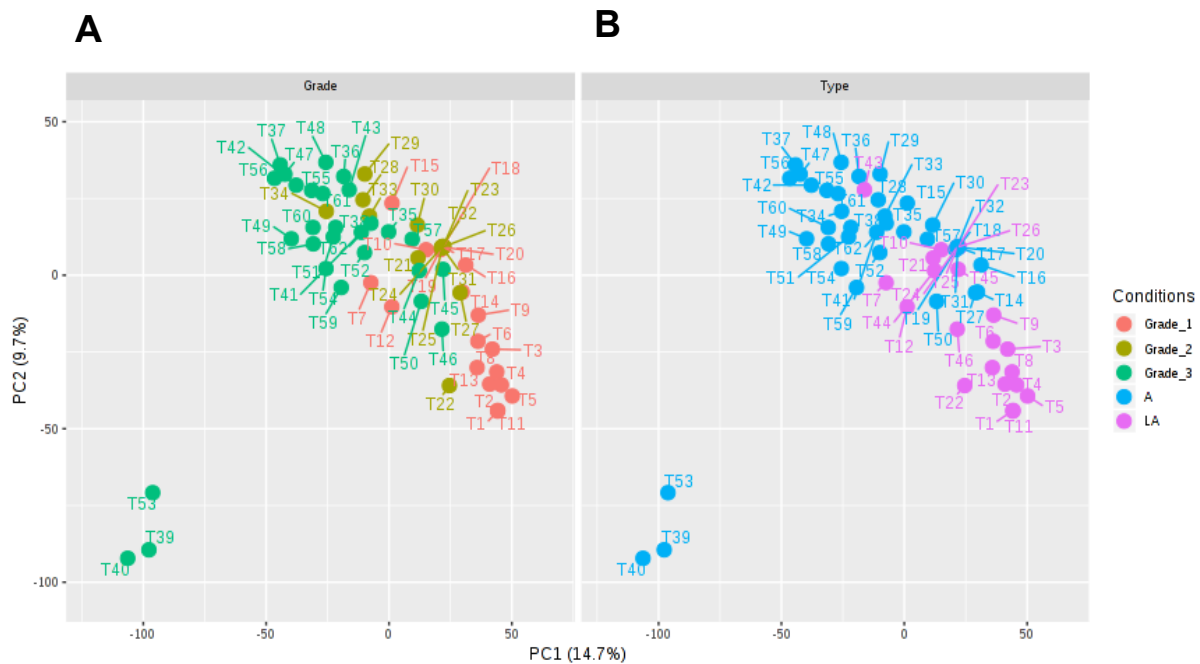 A
B
Grade
Type
T37
T48
T43
T42
T47
T36
T29
T56
T55
T28
T15
T18
T34
T61
T33
T30
T23
T49
T60
T38
T35
T32
T26
T58
T57
T10
T17
T20
T51
T52
T21
T16
T41
T54
T24
T19
T31
T14
T59
T7
T44
T9
T12
T25
T27
T6
T50
T45
T46
T3
T8
T13
T4
T22
T2
T5
T1
T11
T53
T39
T40
T48
T37
T36
T29
T47
T43
T33
T56
T55
T28
T30
T23
T42
T61
T15
T60
T34
T35
T32
T49
T18
T26
T58
T62
T10
T57
T17
T20
T51
T54
T52
T21
T45
T16
T41
T7
T24
T25
T31
T14
T59
T44
T19
T27
T9
T12
T50
T6
T46
T3
T8
T13
T4
T22
T2
T5
T1
T11
T53
T39
T40
50
0
-50
-100
PC2 (9.7%)
-100
-50
0
50
-100
-50
0
50
PC1 (14.7%)
Conditions
Grade_1
Grade_2
Grade_3
A
LA